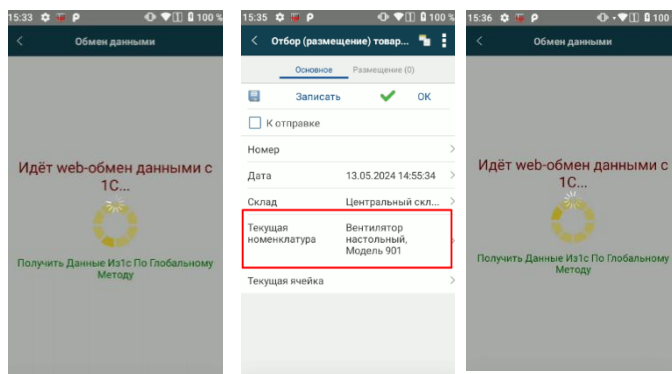 15:33 P 100 %
Обмен данными
Идёт web-обмен данными с
1С...
Получить Данные Из1с По Глобальному
Методу
15:35 P 100 %
Отбор (размещение) товар...
Основное Размещение (0)
Записать ОК
К отправке
Номер
Дата 13.05.2024 14:55:34
Склад Центральный скл...
Текущая номенклатура Вентилятор настольный, Модель 901
Текущая ячейка
15:36 P 100
Обмен данными
Идёт web-обмен данными с
1С...
Получить Данные Из1с По Глобальному
Методу